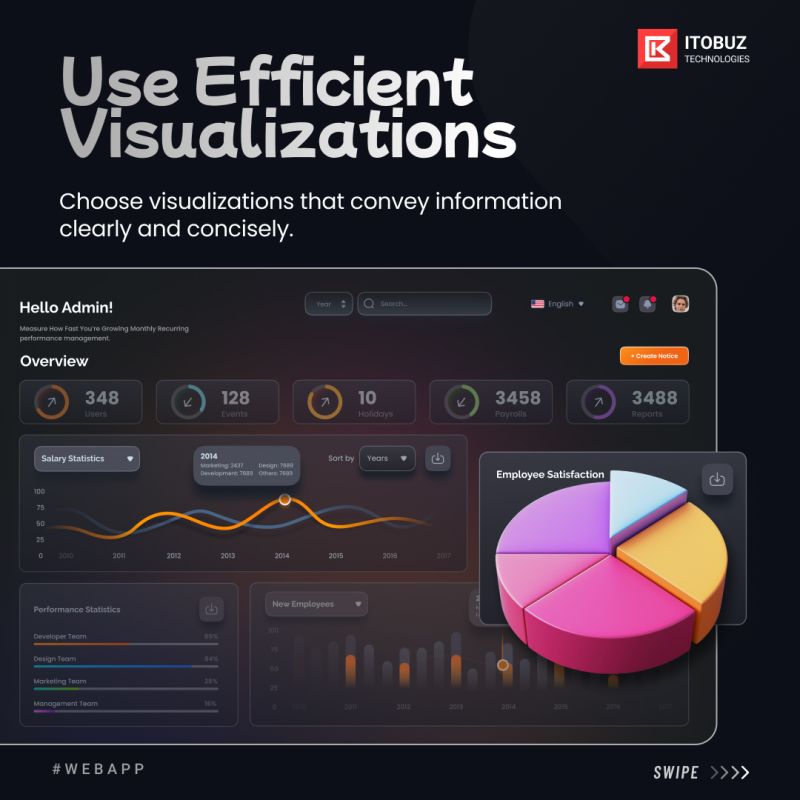 ITOBUZ
TECHNOLOGIES
Use Efficient
Visualizations
Choose visualizations that convey information
clearly and concisely.
Hello Admin!
Year
Search...
English
Measure How Fast You're Growing Monthly Recurring
performance management.
Overview
+ Create Notice
348
Users
128
Events
10
Holidays
3458
Payrolls
3488
Reports
Salary Statistics
2014
Marketing: 2437 Design: 7689
Development: 7689 Others: 7689
Sort by
Years
100
75
50
25
0
2010 2011 2012 2013 2014 2015 2016 2017
Employee Satisfaction
Performance Statistics
Developer Team
Design Team 84%
Marketing Team 28%
Management Team 16%
New Employees
100
75
50
25
0
2011 2012 2013 2014 2015 2016
#WEBAPP
SWIPE